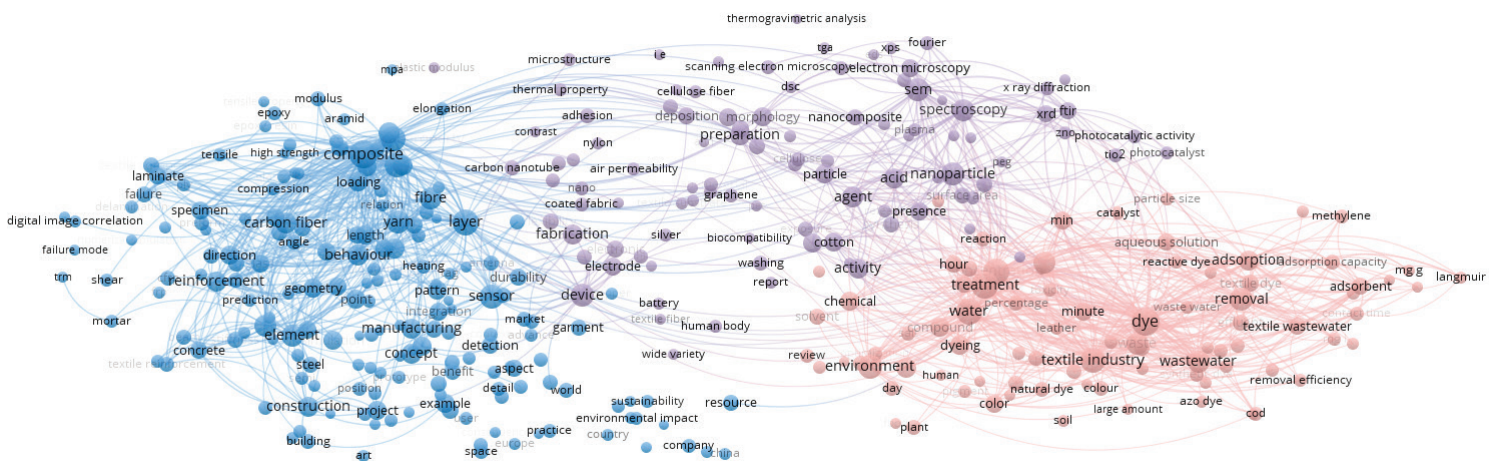 thermogravimetric analysis
tga
xps
fourier
i e
microstructure
scanning electron microscopy
electron microscopy
mpa
elastic modulus
thermal property
cellulose fiber
dsc
sem
x ray diffraction
modulus
elongation
epoxy
aramid
adhesion
deposition
morphology
nanocomposite
spectroscopy
xrd
ftir
contrast
preparation
plasma
zno
photocatalytic activity
nylon
tensile
high strength
composite
tio2
photocatalyst
cellulose
peg
carbon nanotube
air permeability
particle
acid
nanoparticle
laminate
loading
compression
nano
failure
fibre
relation
graphene
agent
surface area
particle size
coated fabric
specimen
presence
catalyst
methylene
digital image correlation
carbon fiber
yarn
layer
min
length
fabrication
silver
biocompatibility
cotton
reaction
aqueous solution
angle
failure mode
direction
behaviour
electrode
washing
activity
hour
reactive dye
adsorption
adsorption capacity
heating
report
treatment
mg g
langmuir
trm
shear
reinforcement
durability
textile dye
adsorbent
geometry
pattern
sensor
device
prediction
point
battery
chemical
percentage
removal
integration
solvent
water
minute
waste water
contact time
mortar
market
textile fiber
human body
dye
element
manufacturing
garment
compound
leather
textile wastewater
concrete
concept
detection
wide variety
review
dyeing
waste
textile reinforcement
steel
benefit
aspect
environment
textile industry
wastewater
prototype
human
position
detail
world
day
natural dye
colour
removal efficiency
construction
project
example
sustainability
resource
color
azo dye
large amount
cod
user
environmental impact
soil
building
practice
country
plant
europe
space
company
china
art